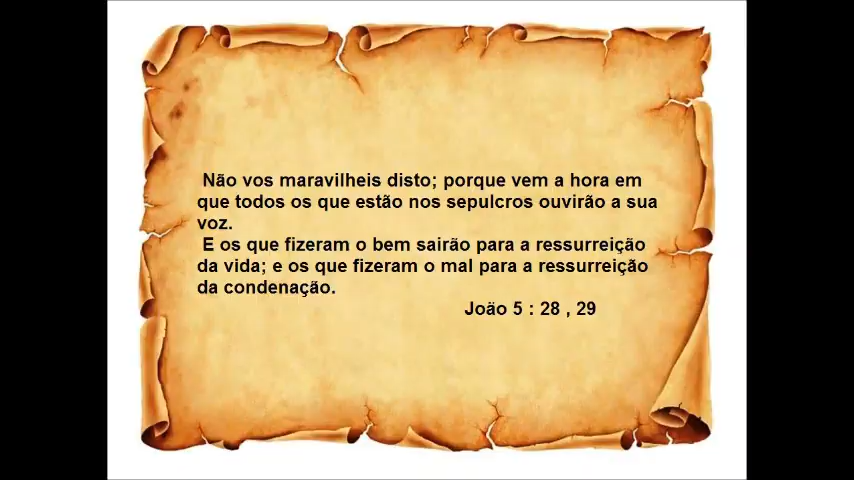 Não vos maravilheis disto; porque vem a hora em
que todos os que estão nos sepulcros ouvirão a sua
voz.
E os que fizeram o bem sairão para a ressurreição
da vida; e os que fizeram o mal para a ressurreição
da condenação.
João 5 : 28 , 29